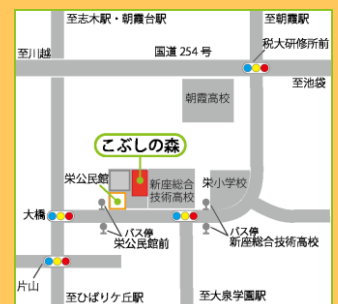 至志木駅・朝霞台駅
至朝霞駅
税大研修所前
至川越
国道 254 号
至池袋
朝霞高校
こぶしの森
栄公民館
新座総合
技術高校
栄小学校
大橋
バス停
栄公民館前
バス停
新座総合技術高校
片山
至ひばりケ丘駅
至大泉学園駅